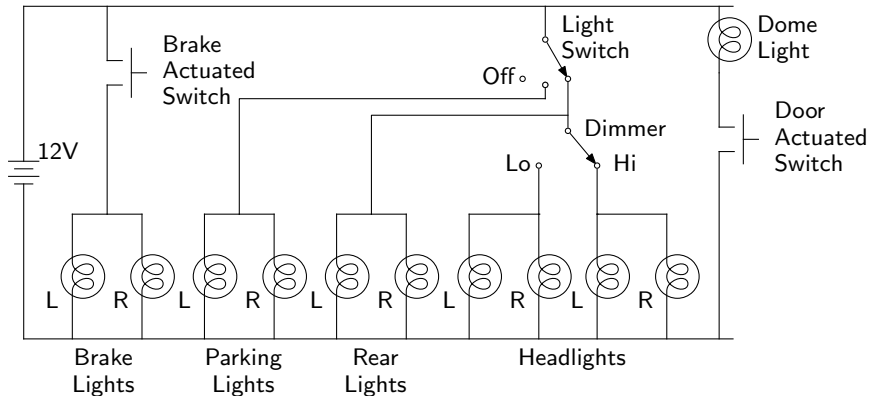 Light
Switch
Dome
Light
Brake
Actuated
Switch
Off
Door
Actuated
Switch
Dimmer
12V
Lo
Hi
L
R
L
R
L
R
L
R
L
R
Brake
Lights
Parking
Lights
Rear
Lights
Headlights